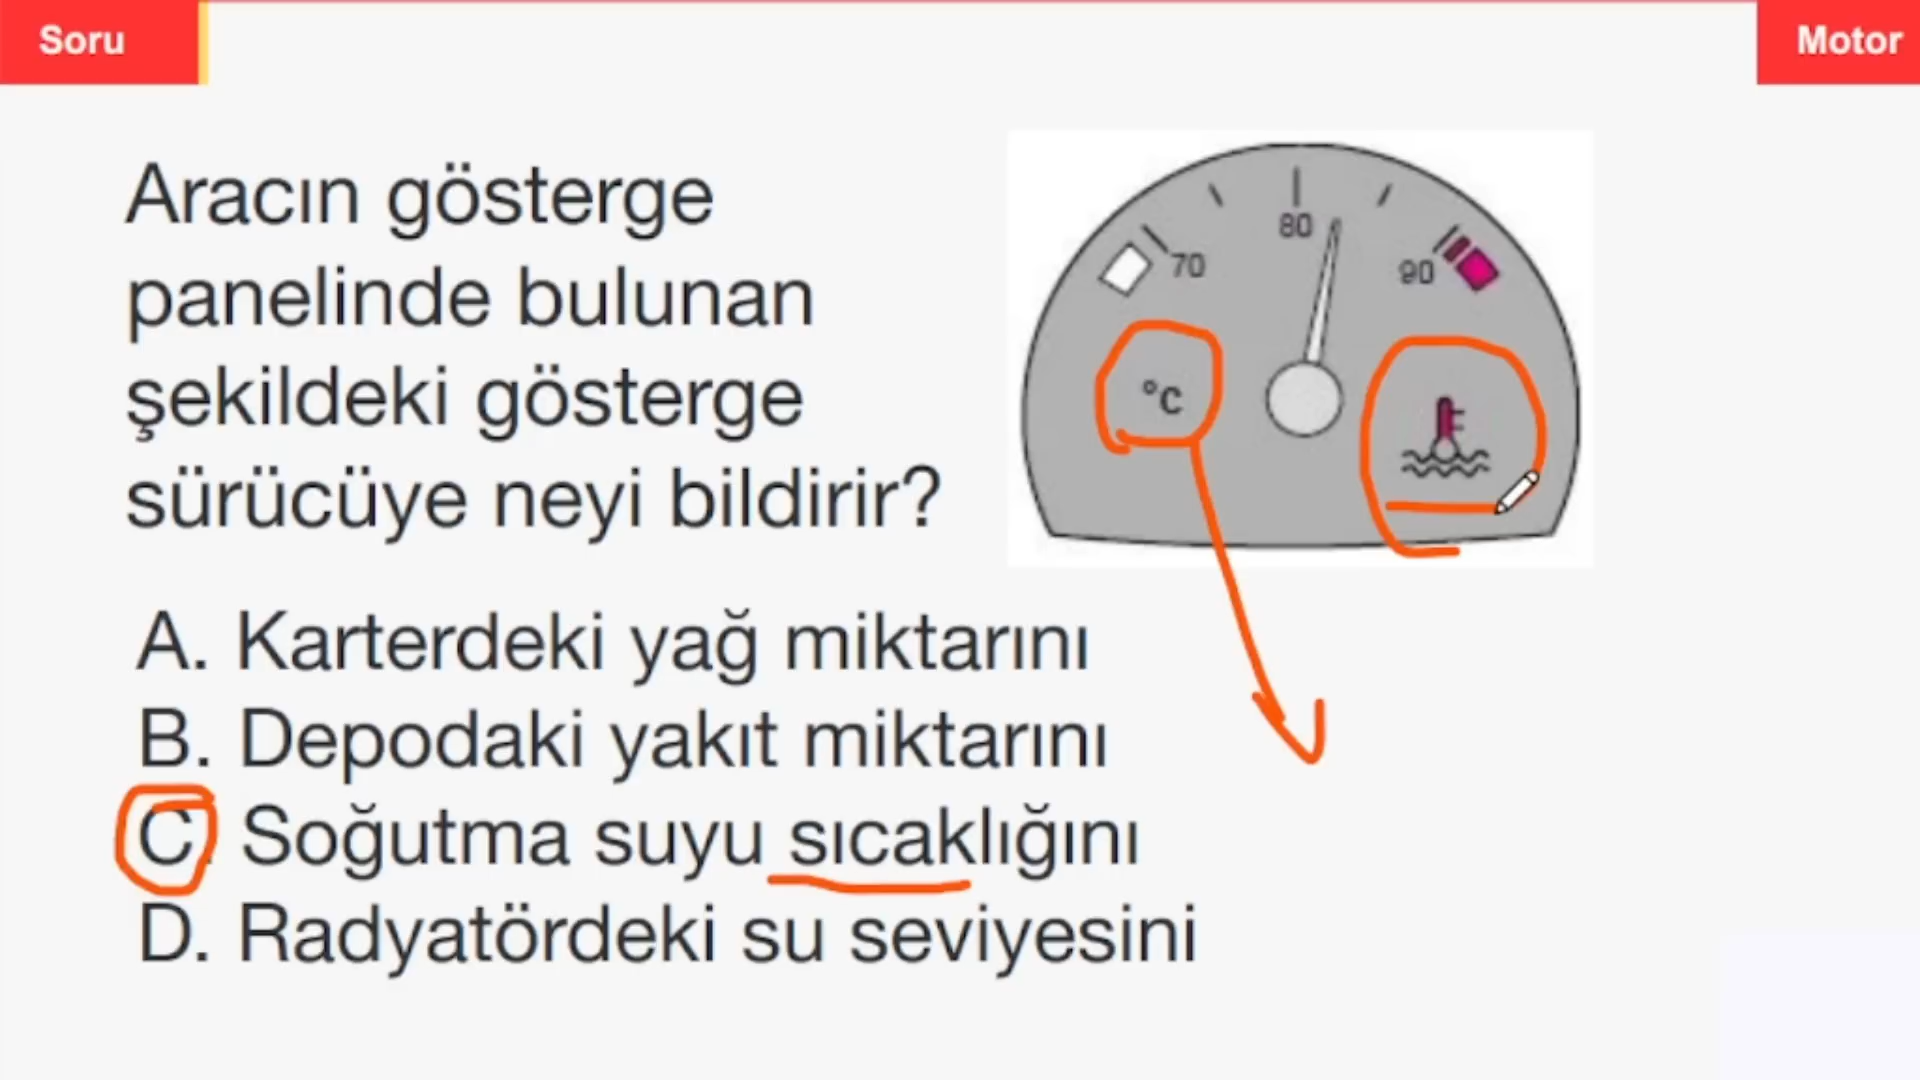 Soru
Motor
Aracın gösterge
panelinde bulunan
şekildeki gösterge
sürücüye neyi bildirir?
70
80
90
°C
A. Karterdeki yağ miktarını
B. Depodaki yakıt miktarını
C. Soğutma suyu sıcaklığını
D. Radyatördeki su seviyesini